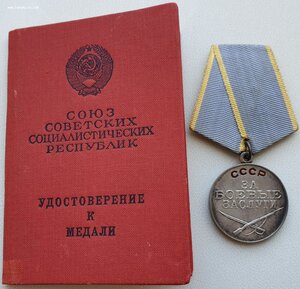 СОЮЗ
СОВЕТСКИХ
СОЦИАЛИСТИЧЕСКИХ
РЕСПУБЛИК
УДОСТОВЕРЕНИЕ
К
МЕДАЛИ
СССР
ЗА
БОЕВЫЕ
ЗАСЛУГИ